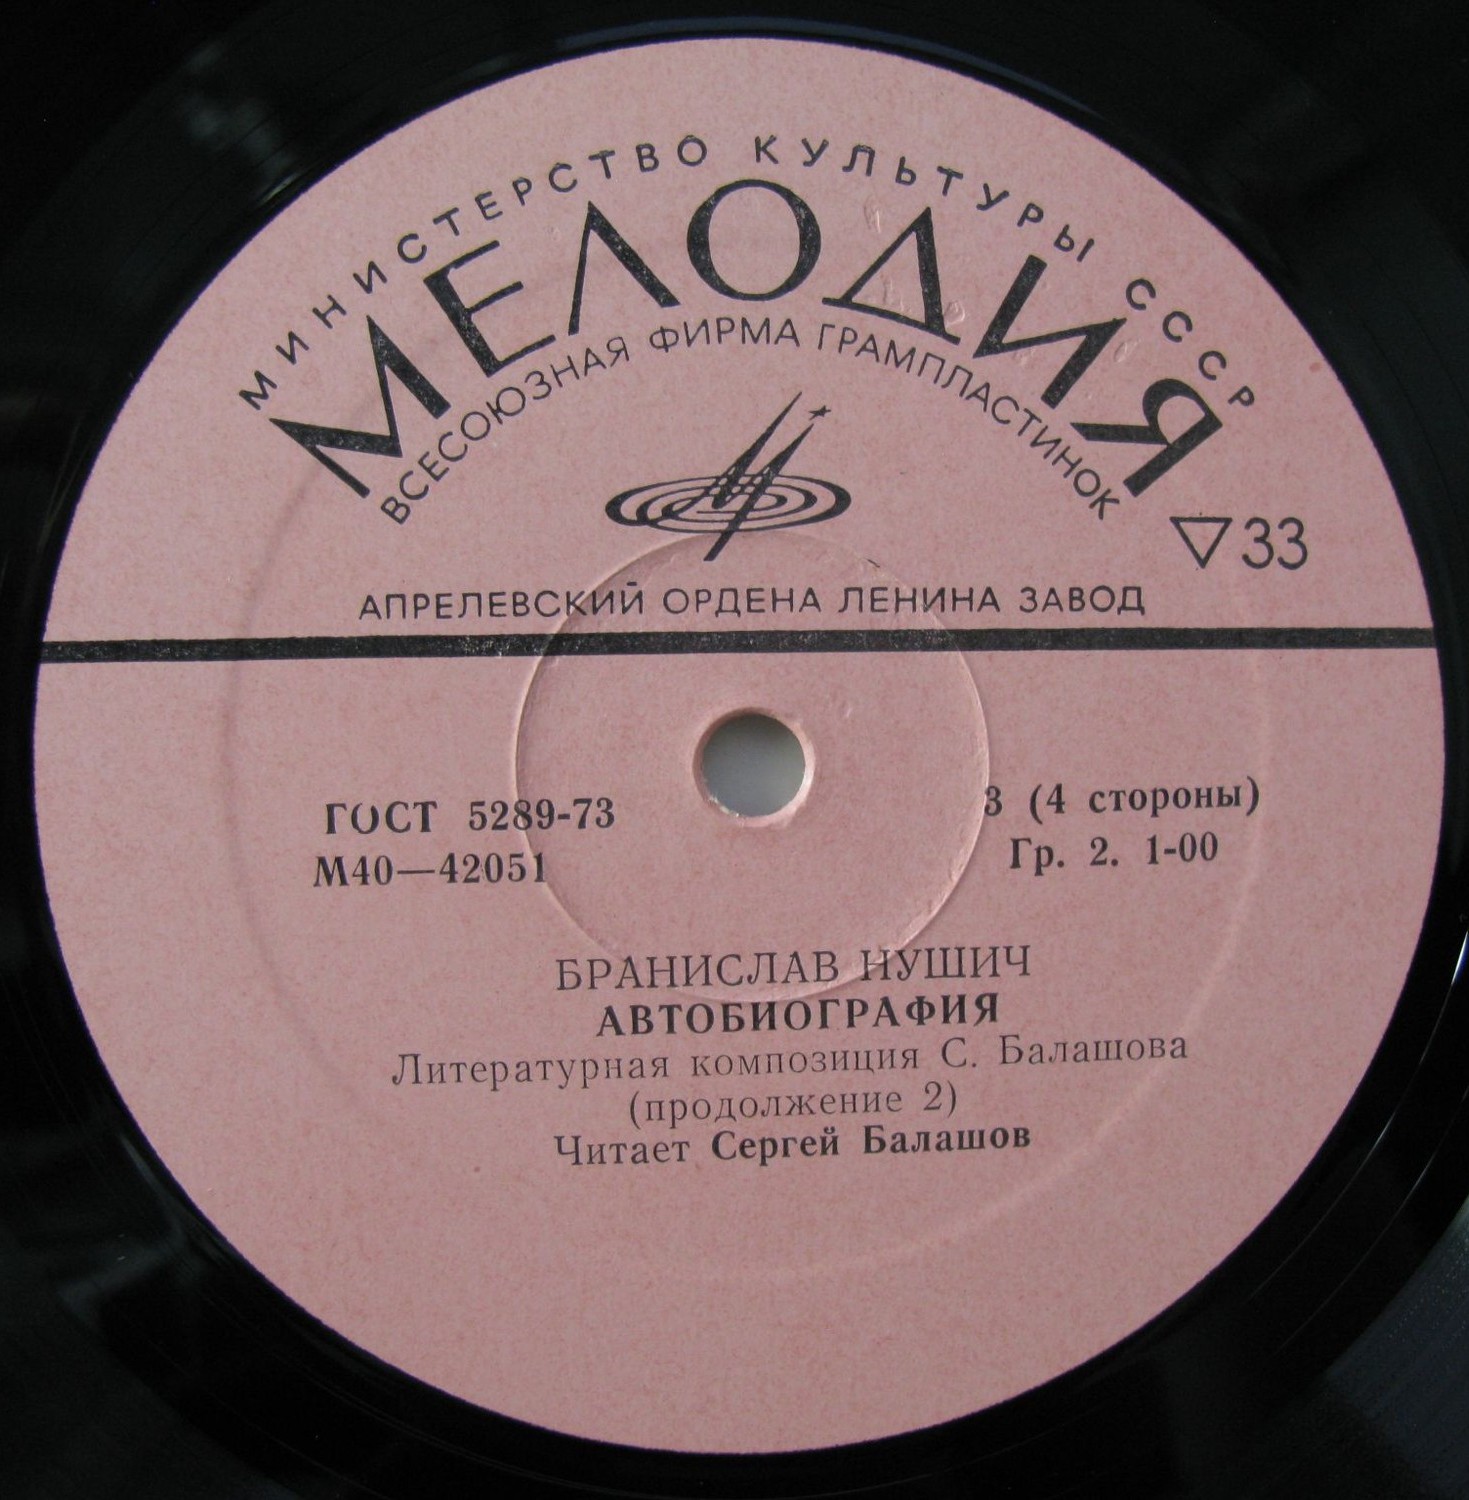 МИНИСТЕРСТВО КУЛЬТУРЫ СССР
МЕЛОДИЯ
ВСЕСОЮЗНАЯ ФИРМА ГРАМПЛАСТИНОК
33
АПРЕЛЕВСКИЙ ОРДЕНА ЛЕНИНА ЗАВОД
ГОСТ 5289-73
3 (4 стороны)
М40—42051
Гр. 2. 1-00
БРАНИСЛАВ НУШИЧ
АВТОБИОГРАФИЯ
Литературная композиция С. Балашова
(продолжение 2)
Читает Сергей Балашов